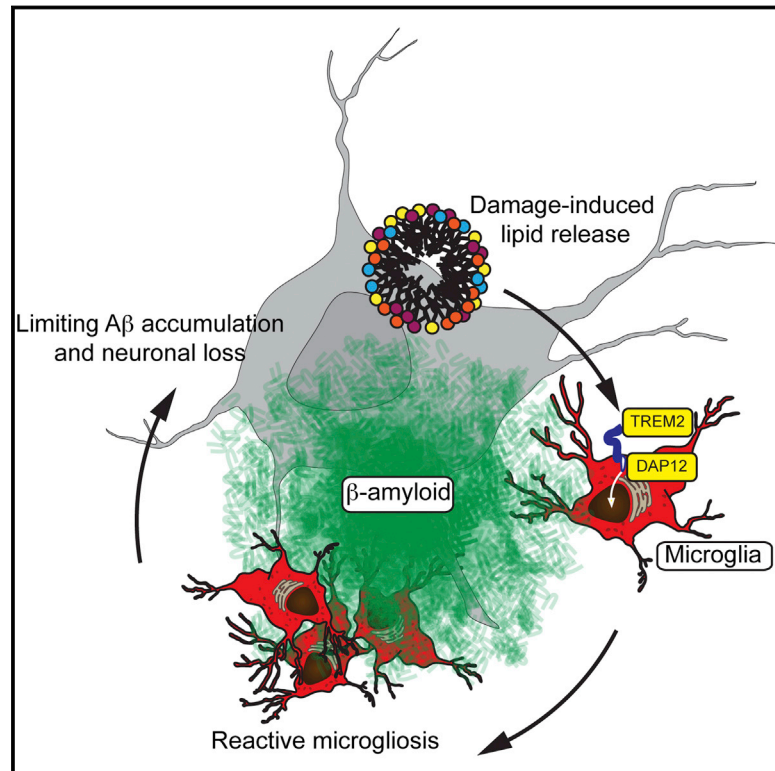 Damage-induced
lipid release
Limiting Aβ accumulation
and neuronal loss
TREM2
DAP12
β-amyloid
Microglia
Reactive microgliosis